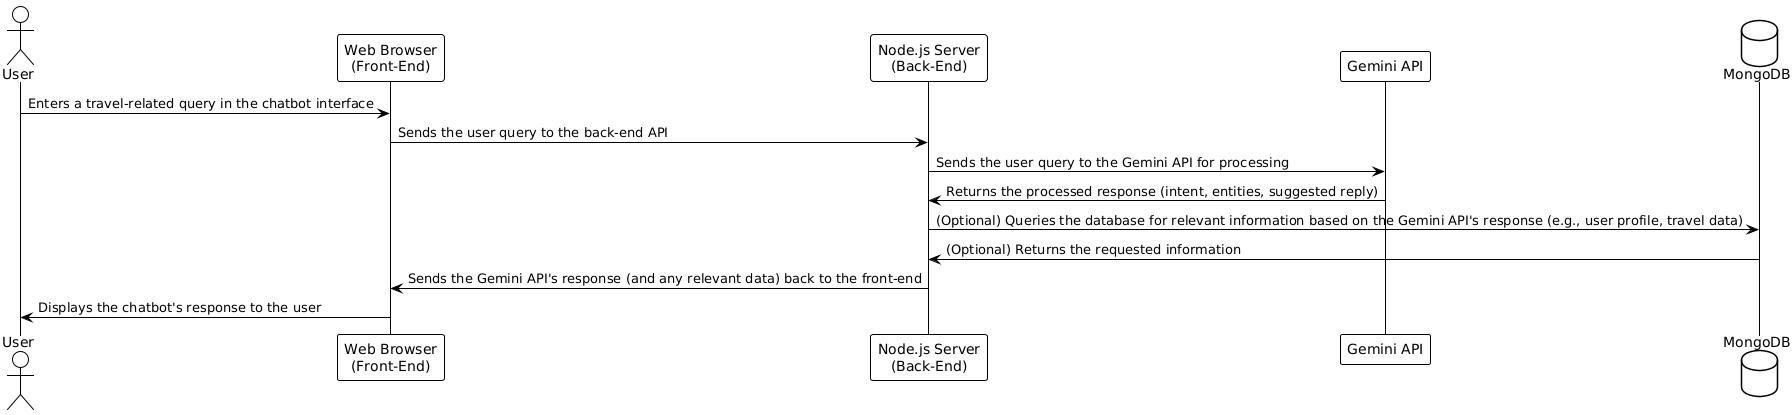 User
Web Browser
(Front-End)
Node.js Server
(Back-End)
Gemini API
MongoDB
Enters a travel-related query in the chatbot interface
Sends the user query to the back-end API
Sends the user query to the Gemini API for processing
Returns the processed response (intent, entities, suggested reply)
(Optional) Queries the database for relevant information based on the Gemini API's response (e.g., user profile, travel data)
(Optional) Returns the requested information
Sends the Gemini API's response (and any relevant data) back to the front-end
Displays the chatbot's response to the user
User
Web Browser
(Front-End)
Node.js Server
(Back-End)
Gemini API
MongoDB